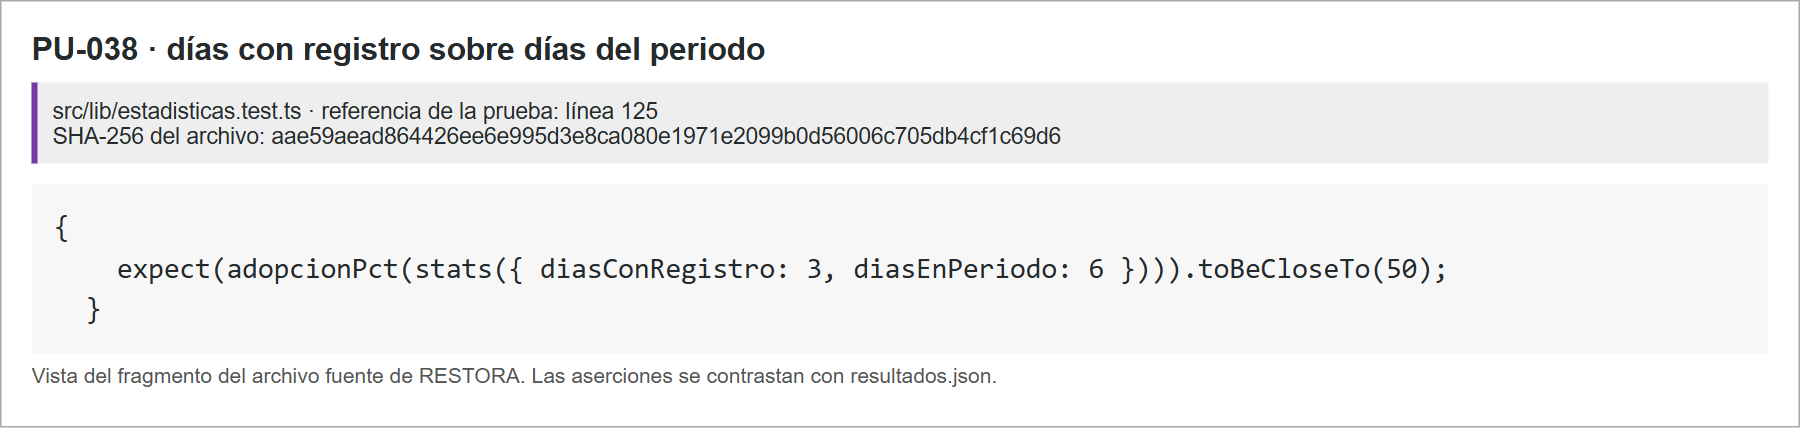 PU-038 · días con registro sobre días del periodo
src/lib/estadisticas.test.ts · referencia de la prueba: línea 125
SHA-256 del archivo: aae59aead864426ee6e995d3e8ca080e1971e2099b0d56006c705db4cf1c69d6
{
    expect(adopcionPct(stats({ diasConRegistro: 3, diasEnPeriodo: 6 }))).toBeCloseTo(50);
  }
Vista del fragmento del archivo fuente de RESTORA. Las aserciones se contrastan con resultados.json.